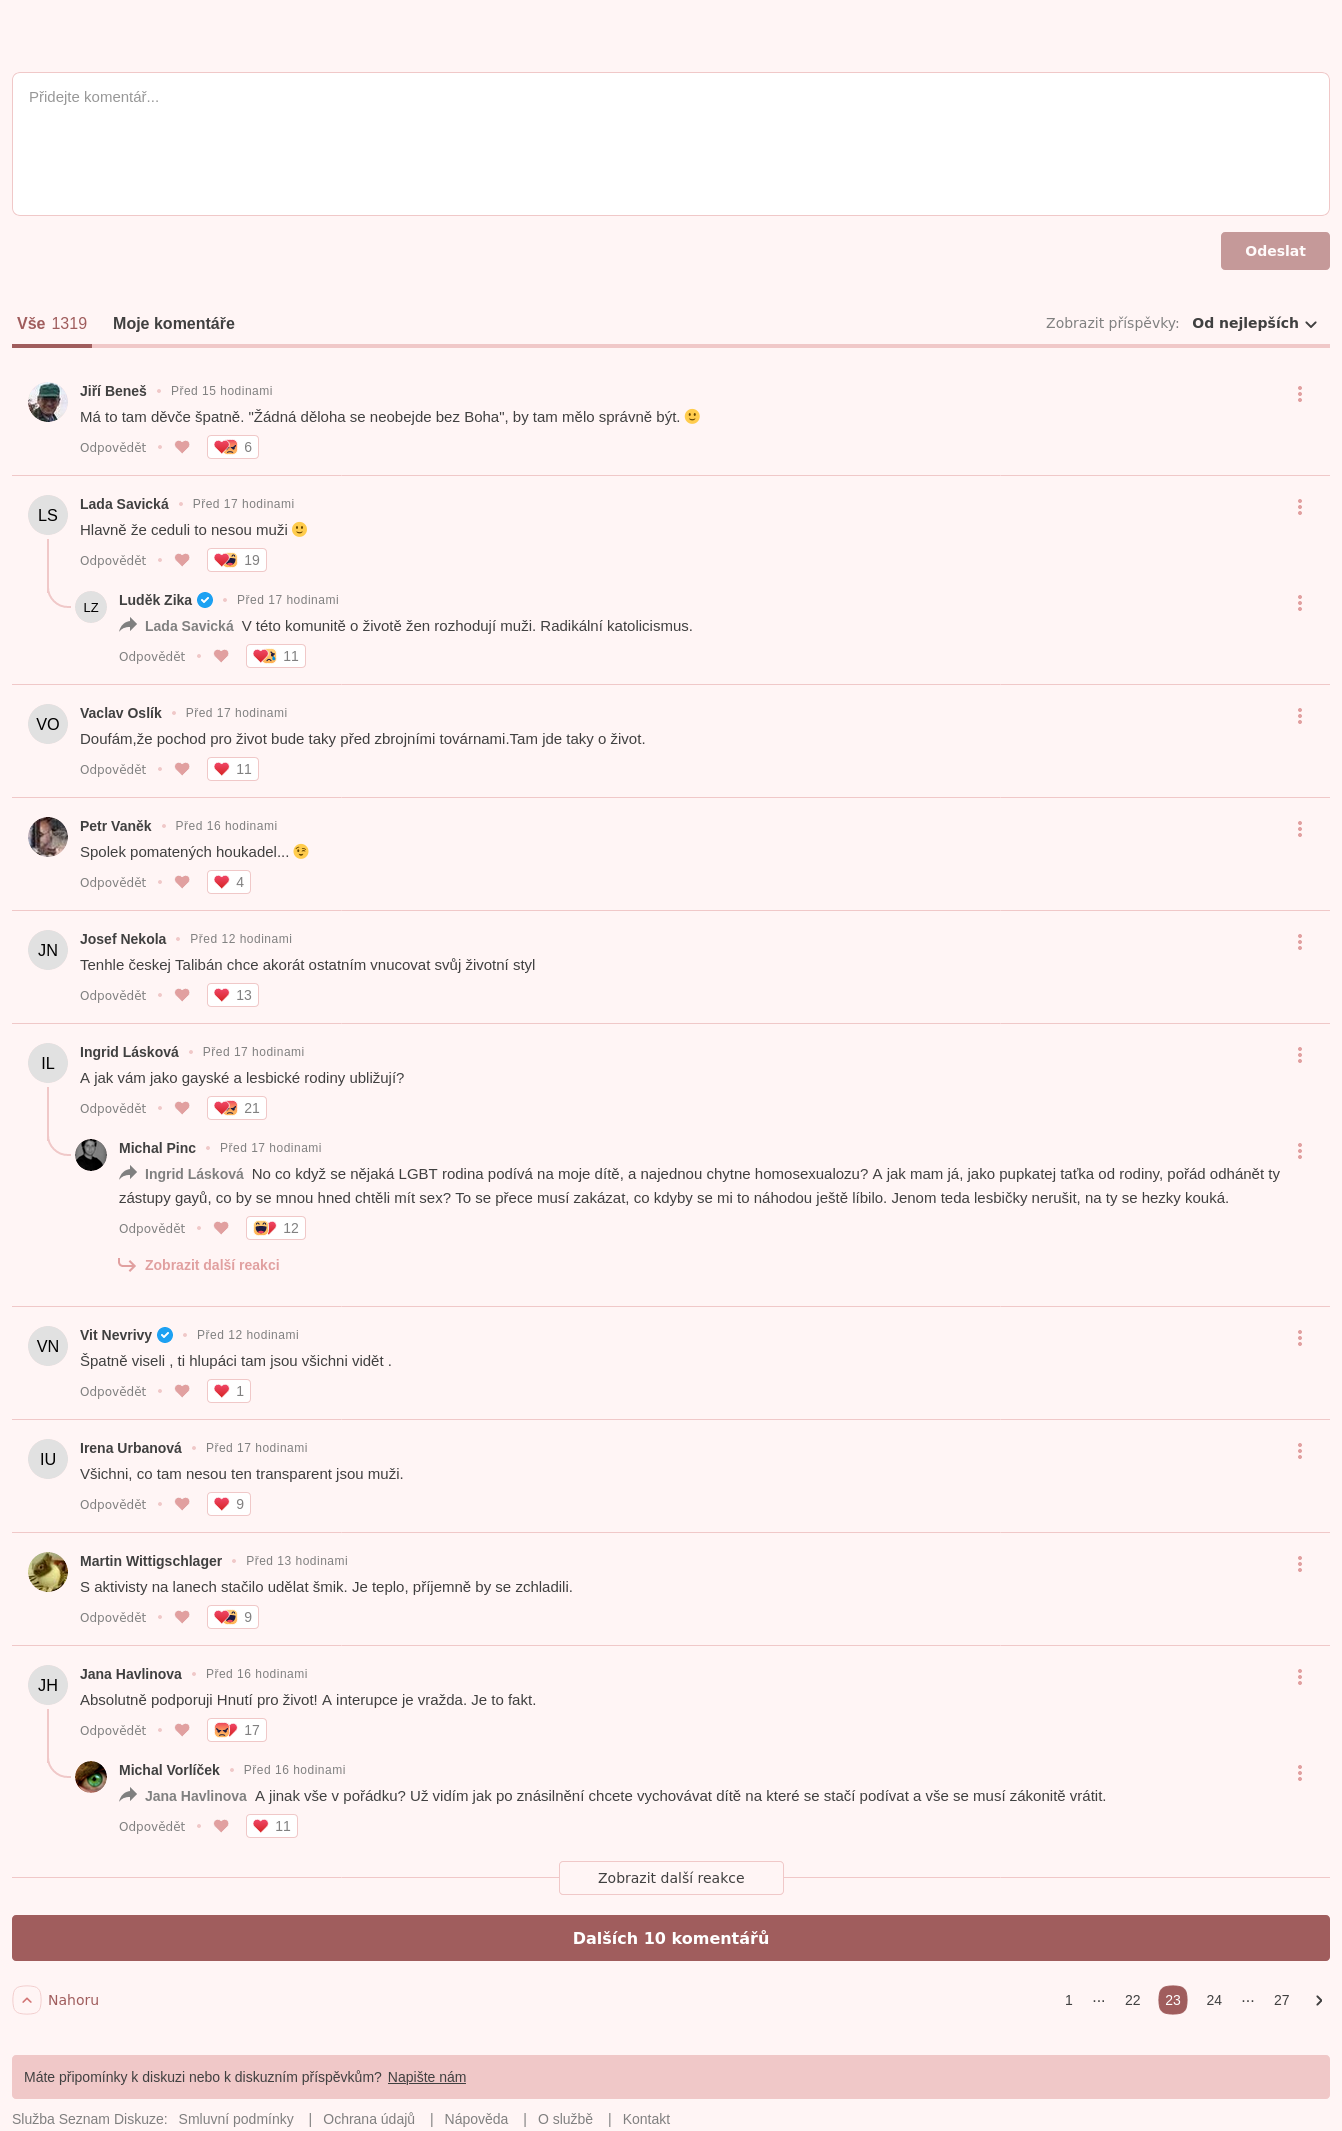 Přidejte komentář...
Odeslat
Vše 1319 Moje komentáře Zobrazit příspěvky: Od nejlepších
Jiří Beneš • Před 15 hodinami
Má to tam děvče špatně. "Žádná děloha se neobejde bez Boha", by tam mělo správně být. 🙂
Odpovědět • 6
LS Lada Savická • Před 17 hodinami
Hlavně že ceduli to nesou muži 🙂
Odpovědět • 19
LZ Luděk Zika • Před 17 hodinami
Lada Savická V této komunitě o životě žen rozhodují muži. Radikální katolicismus.
Odpovědět • 11
VO Vaclav Oslík • Před 17 hodinami
Doufám,že pochod pro život bude taky před zbrojními továrnami.Tam jde taky o život.
Odpovědět • 11
Petr Vaněk • Před 16 hodinami
Spolek pomatených houkadel... 😉
Odpovědět • 4
JN Josef Nekola • Před 12 hodinami
Tenhle českej Talibán chce akorát ostatním vnucovat svůj životní styl
Odpovědět • 13
IL Ingrid Lásková • Před 17 hodinami
A jak vám jako gayské a lesbické rodiny ubližují?
Odpovědět • 21
Michal Pinc • Před 17 hodinami
Ingrid Lásková No co když se nějaká LGBT rodina podívá na moje dítě, a najednou chytne homosexualozu? A jak mam já, jako pupkatej taťka od rodiny, pořád odhánět ty
zástupy gayů, co by se mnou hned chtěli mít sex? To se přece musí zakázat, co kdyby se mi to náhodou ještě líbilo. Jenom teda lesbičky nerušit, na ty se hezky kouká.
Odpovědět • 12
Zobrazit další reakci
VN Vit Nevrivy • Před 12 hodinami
Špatně viseli , ti hlupáci tam jsou všichni vidět .
Odpovědět • 1
IU Irena Urbanová • Před 17 hodinami
Všichni, co tam nesou ten transparent jsou muži.
Odpovědět • 9
Martin Wittigschlager • Před 13 hodinami
S aktivisty na lanech stačilo udělat šmik. Je teplo, příjemně by se zchladili.
Odpovědět • 9
JH Jana Havlinova • Před 16 hodinami
Absolutně podporuji Hnutí pro život! A interupce je vražda. Je to fakt.
Odpovědět • 17
Michal Vorlíček • Před 16 hodinami
Jana Havlinova A jinak vše v pořádku? Už vidím jak po znásilnění chcete vychovávat dítě na které se stačí podívat a vše se musí zákonitě vrátit.
Odpovědět • 11
Zobrazit další reakce
Dalších 10 komentářů
Nahoru 1 ··· 22 23 24 ··· 27
Máte připomínky k diskuzi nebo k diskuzním příspěvkům? Napište nám
Služba Seznam Diskuze: Smluvní podmínky | Ochrana údajů | Nápověda | O službě | Kontakt